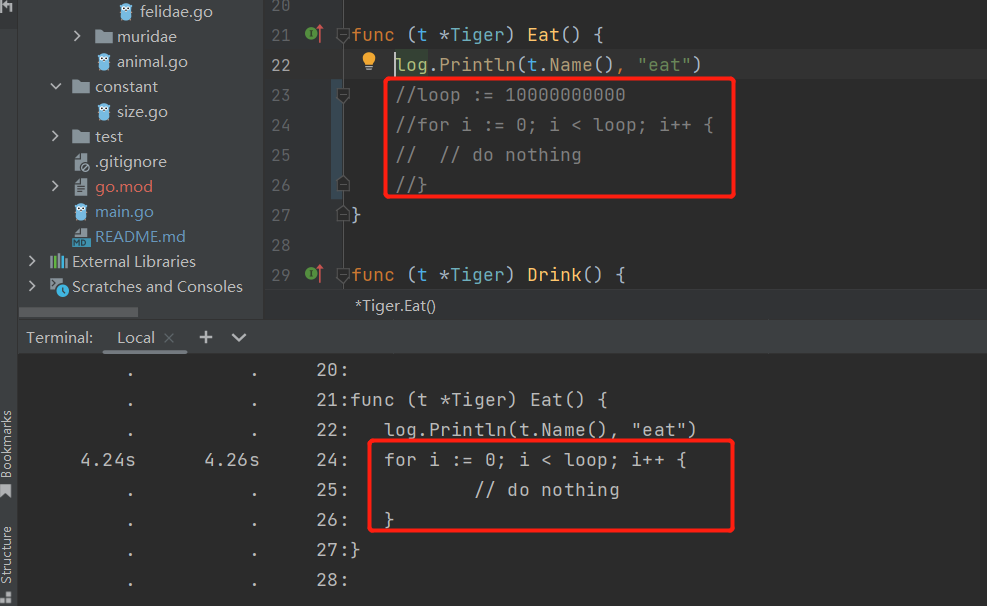 felidae.go
muridae
animal.go
constant
size.go
test
.gitignore
go.mod
main.go
README.md
External Libraries
Scratches and Consoles
20
21 func (t *Tiger) Eat() {
22 log.Println(t.Name(), "eat")
23 //loop := 10000000000
24 //for i := 0; i < loop; i++ {
25 // // do nothing
26 //}
27 }
28
29 func (t *Tiger) Drink() {
*Tiger.Eat()
Terminal: Local × +
. . 20:
. . 21:func (t *Tiger) Eat() {
. . 22: log.Println(t.Name(), "eat")
4.24s 4.26s 24: for i := 0; i < loop; i++ {
. . 25: // do nothing
. . 26: }
. . 27:}
. . 28:
Bookmarks
Structure